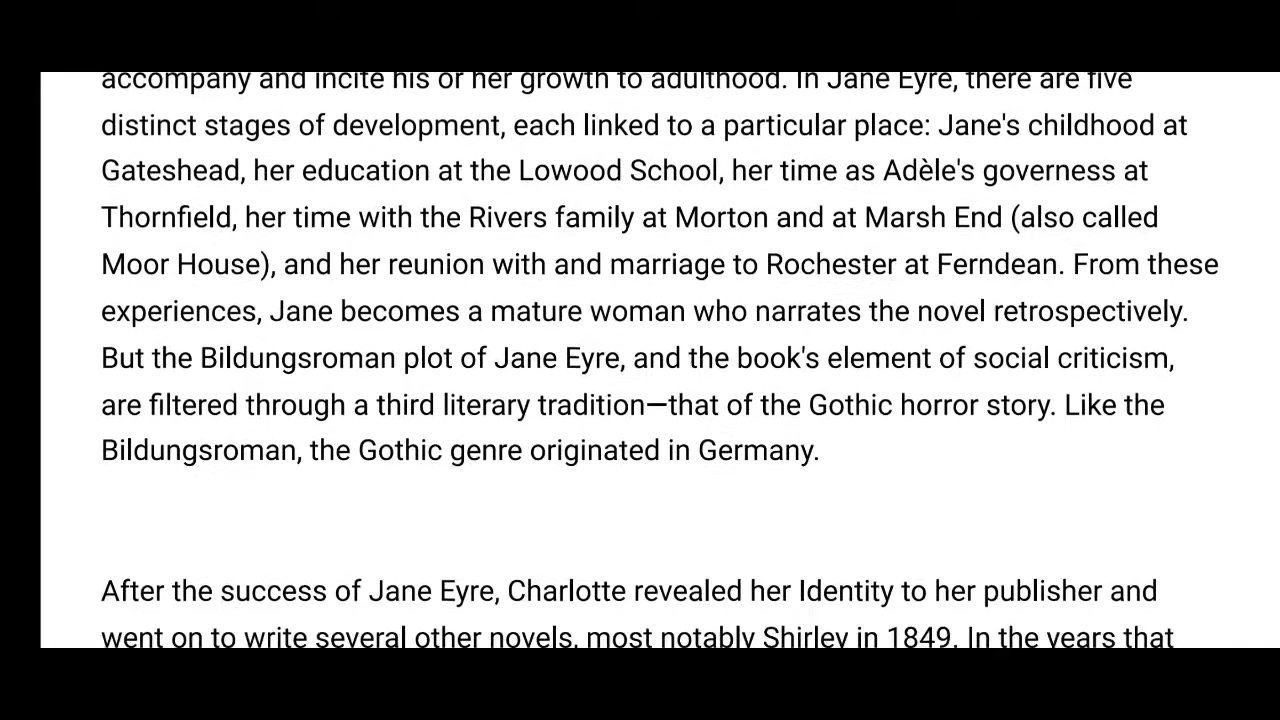 accompany and incite his or her growth to adulthood. In Jane Eyre, there are five
distinct stages of development, each linked to a particular place: Jane's childhood at
Gateshead, her education at the Lowood School, her time as Adèle's governess at
Thornfield, her time with the Rivers family at Morton and at Marsh End (also called
Moor House), and her reunion with and marriage to Rochester at Ferndean. From these
experiences, Jane becomes a mature woman who narrates the novel retrospectively.
But the Bildungsroman plot of Jane Eyre, and the book's element of social criticism,
are filtered through a third literary tradition—that of the Gothic horror story. Like the
Bildungsroman, the Gothic genre originated in Germany.
After the success of Jane Eyre, Charlotte revealed her Identity to her publisher and
went on to write several other novels, most notably Shirley in 1849. In the years that